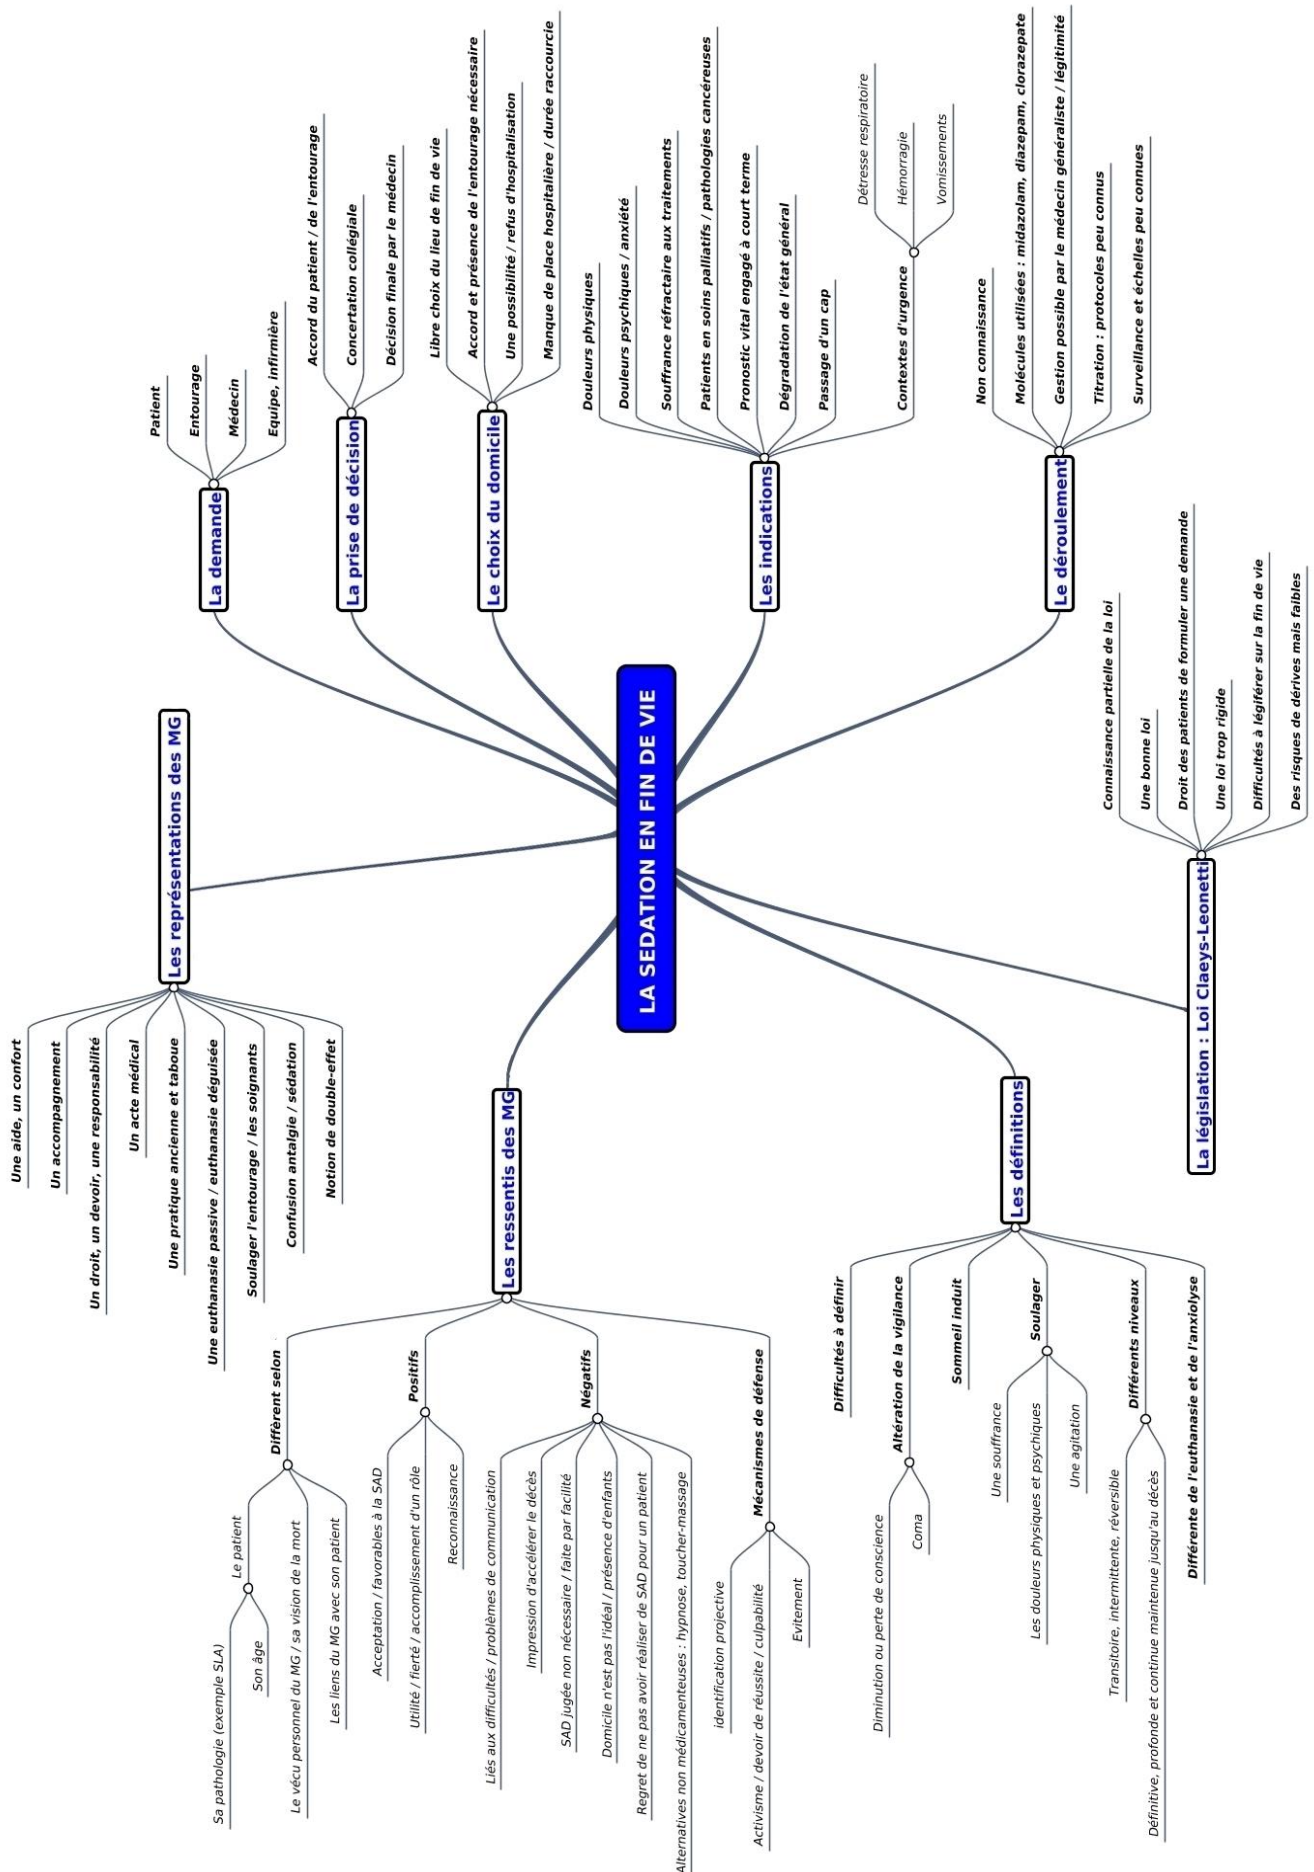 LA SEDATION EN FIN DE VIE
Les représentations des MG
Une aide, un confort
Un accompagnement
Un droit, un devoir, une responsabilité
Un acte médical
Une pratique ancienne et taboue
Une euthanasie passive / euthanasie déguisée
Soulager l'entourage / les soignants
Confusion antalgie / sédation
Notion de double-effet
Les ressentis des MG
Diffèrent selon
Le patient
Sa pathologie (exemple SLA)
Son âge
Le vécu personnel du MG / sa vision de la mort
Les liens du MG avec son patient
Positifs
Acceptation / favorables à la SAD
Utilité / fierté / accomplissement d'un rôle
Reconnaissance
Négatifs
Liés aux difficultés / problèmes de communication
Impression d'accélérer le décès
SAD jugée non nécessaire / faite par facilité
Domicile n'est pas l'idéal / présence d'enfants
Regret de ne pas avoir réaliser de SAD pour un patient
Alternatives non médicamenteuses : hypnose, toucher-massage
Mécanismes de défense
identification projective
Activisme / devoir de réussite / culpabilité
Evitement
Les définitions
Difficultés à définir
Altération de la vigilance
Diminution ou perte de conscience
Coma
Sommeil induit
Soulager
Une souffrance
Les douleurs physiques et psychiques
Une agitation
Différents niveaux
Transitoire, intermittente, réversible
Définitive, profonde et continue maintenue jusqu'au décès
Différente de l'euthanasie et de l'anxiolyse
La demande
Patient
Entourage
Médecin
Equipe, infirmière
La prise de décision
Accord du patient / de l'entourage
Concertation collégiale
Décision finale par le médecin
Le choix du domicile
Libre choix du lieu de fin de vie
Accord et présence de l'entourage nécessaire
Une possibilité / refus d'hospitalisation
Manque de place hospitalière / durée raccourcie
Les indications
Douleurs physiques
Douleurs psychiques / anxiété
Souffrance réfractaire aux traitements
Patients en soins palliatifs / pathologies cancéreuses
Pronostic vital engagé à court terme
Dégradation de l'état général
Passage d'un cap
Contextes d'urgence
Détresse respiratoire
Hémorragie
Vomissements
Le déroulement
Non connaissance
Molécules utilisées : midazolam, diazepam, clorazepate
Gestion possible par le médecin généraliste / légitimité
Titration : protocoles peu connus
Surveillance et échelles peu connues
La législation : Loi Claeys-Leonetti
Connaissance partielle de la loi
Une bonne loi
Droit des patients de formuler une demande
Une loi trop rigide
Difficultés à légiférer sur la fin de vie
Des risques de dérives mais faibles